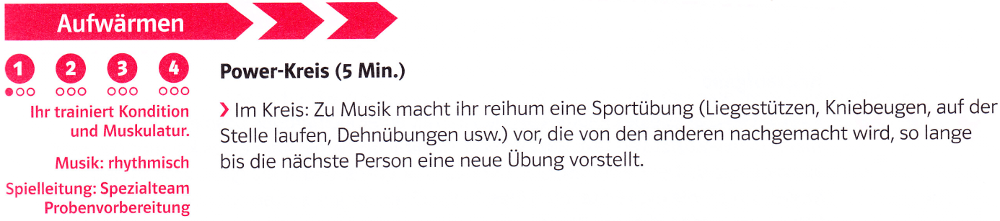 Aufwärmen
1 2 3 4
Ihr trainiert Kondition
und Muskulatur.
Musik: rhythmisch
Spielleitung: Spezialteam
Probenvorbereitung
Power-Kreis (5 Min.)
› Im Kreis: Zu Musik macht ihr reihum eine Sportübung (Liegestützen, Kniebeugen, auf der
Stelle laufen, Dehnübungen usw.) vor, die von den anderen nachgemacht wird, so lange
bis die nächste Person eine neue Übung vorstellt.